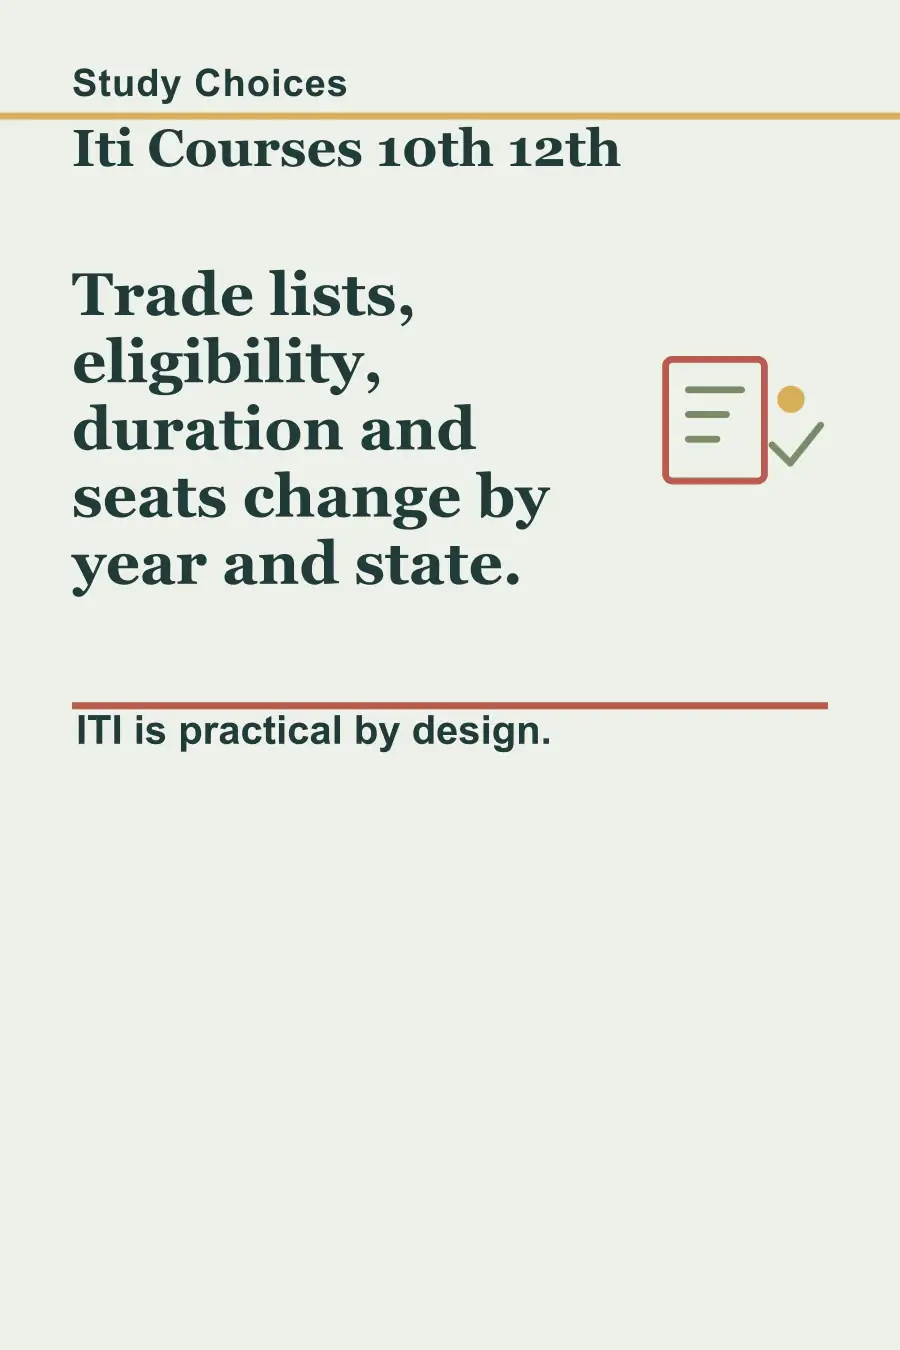 Study Choices
Iti Courses 10th 12th
Trade lists,
eligibility,
duration and
seats change by
year and state.
ITI is practical by design.